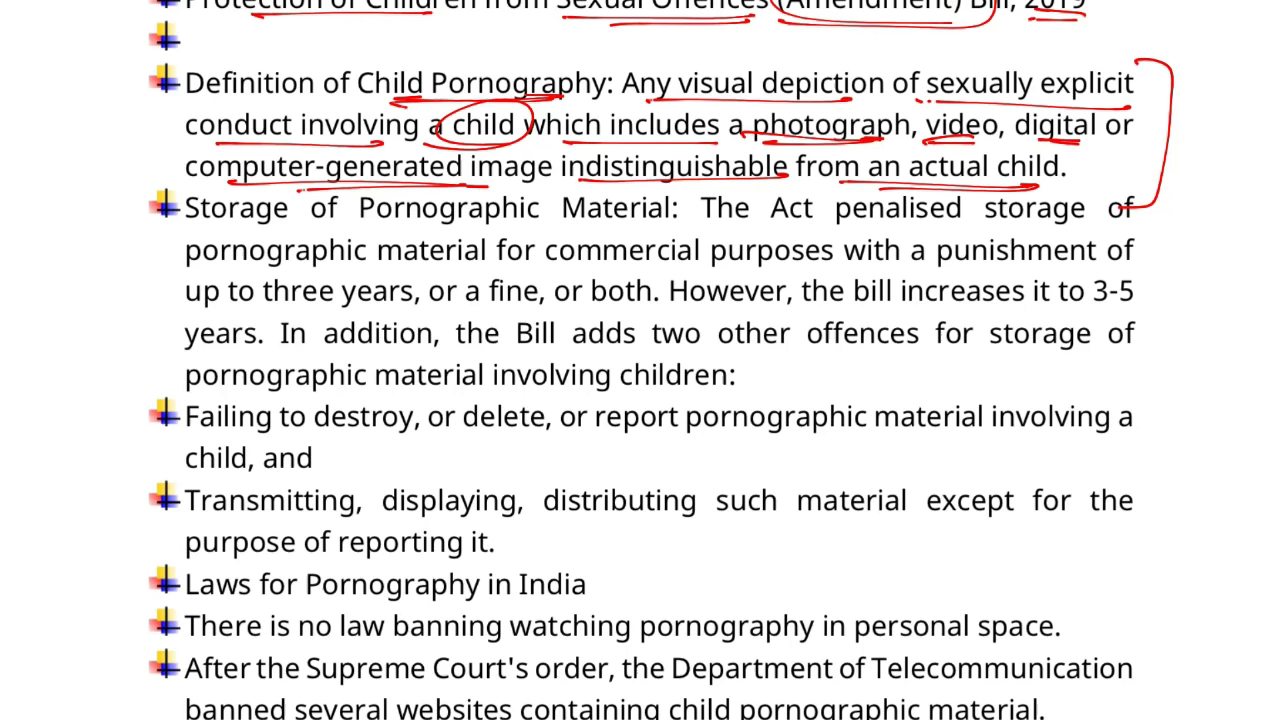 Protection of Children from Sexual Offences (Amendment) Bill, 2019
Definition of Child Pornography: Any visual depiction of sexually explicit
conduct involving a child which includes a photograph, video, digital or
computer-generated image indistinguishable from an actual child.
Storage of Pornographic Material: The Act penalised storage of
pornographic material for commercial purposes with a punishment of
up to three years, or a fine, or both. However, the bill increases it to 3-5
years. In addition, the Bill adds two other offences for storage of
pornographic material involving children:
Failing to destroy, or delete, or report pornographic material involving a
child, and
Transmitting, displaying, distributing such material except for the
purpose of reporting it.
Laws for Pornography in India
There is no law banning watching pornography in personal space.
After the Supreme Court's order, the Department of Telecommunication
banned several websites containing child pornographic material.